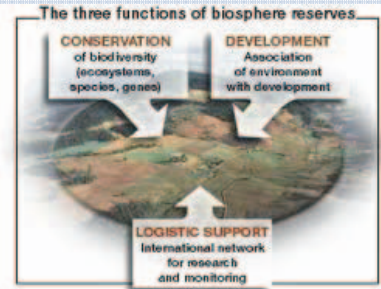 The three functions of biosphere reserves
CONSERVATION
of biodiversity
(ecosystems,
species, genes)
DEVELOPMENT
Association
of environment
with development
LOGISTIC SUPPORT
International network
for research
and monitoring